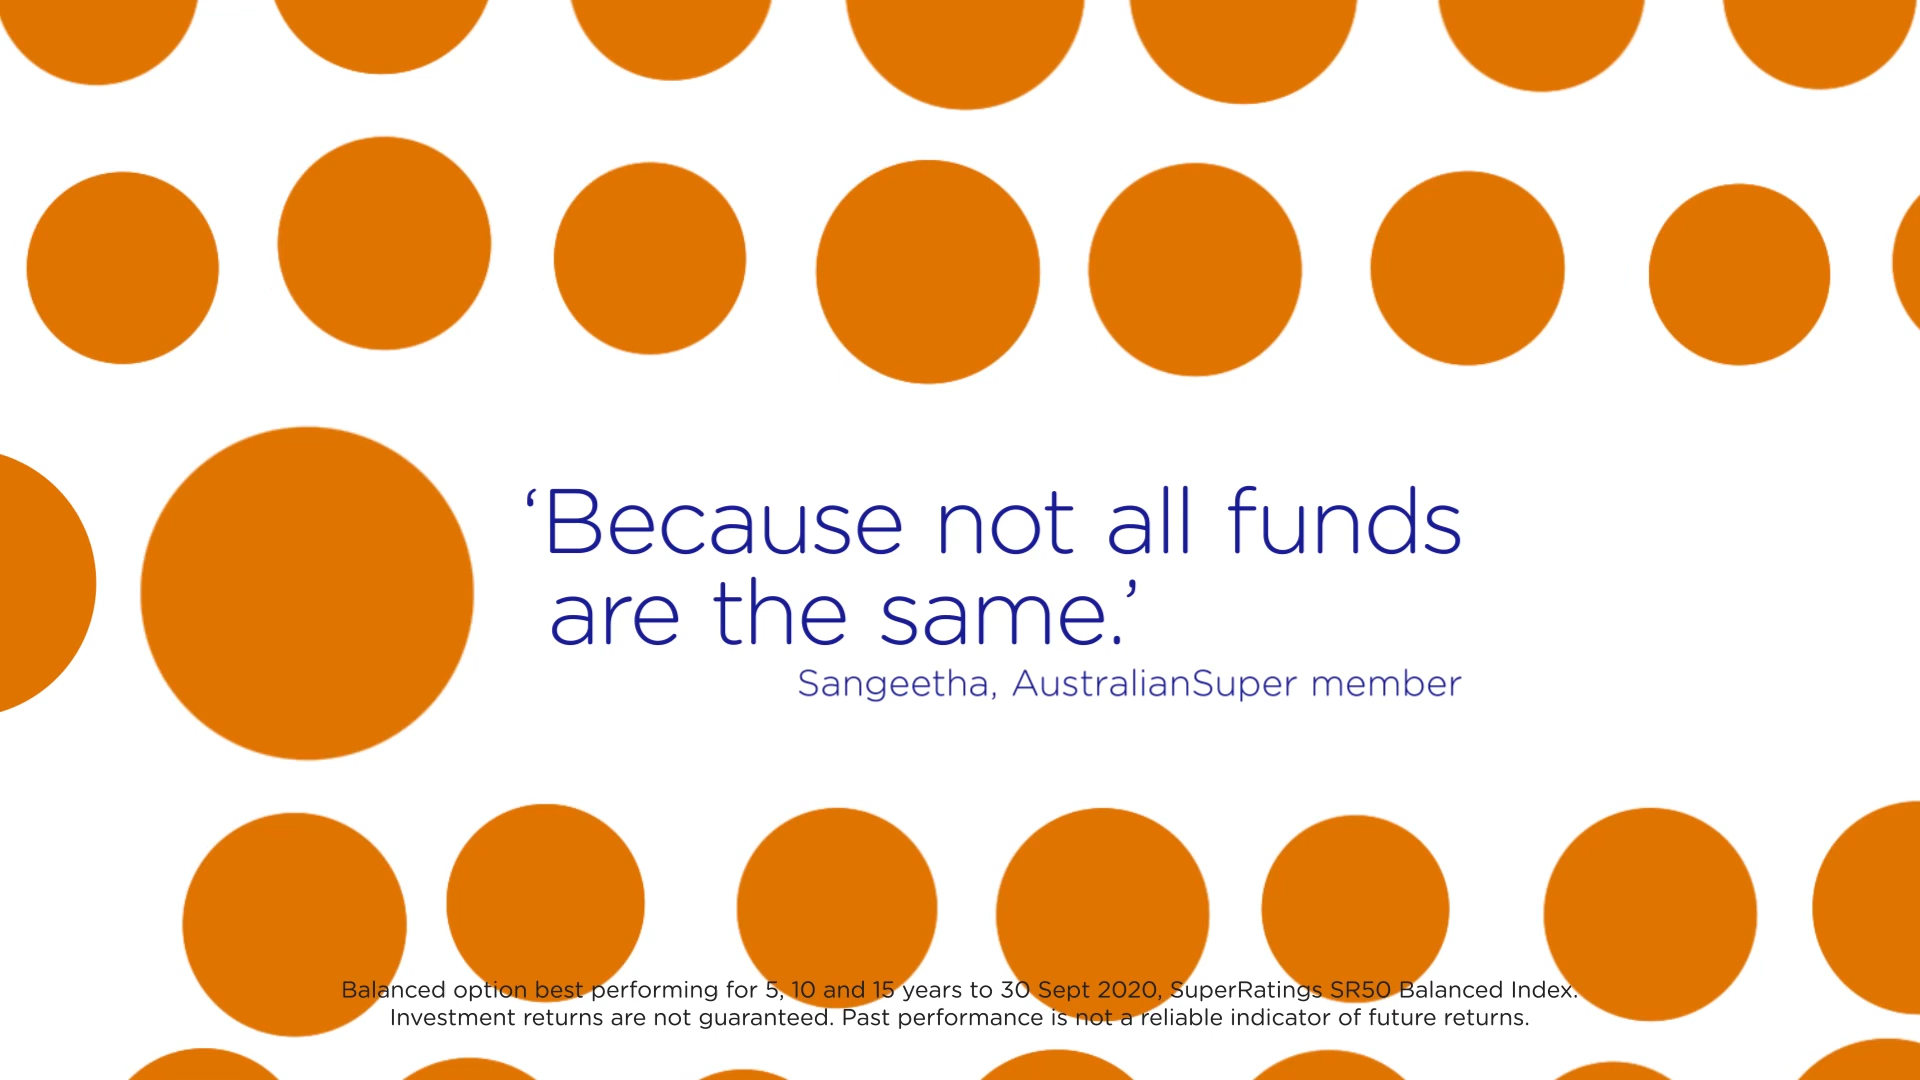 ‘Because not all funds
are the same.’
Sangeetha, AustralianSuper member
Balanced option best performing for 5, 10 and 15 years to 30 Sept 2020, SuperRatings SR50 Balanced Index.
Investment returns are not guaranteed. Past performance is not a reliable indicator of future returns.